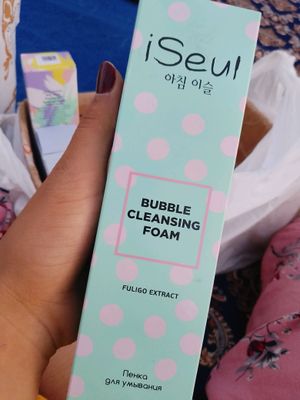 iSeul
아침 이슬
BUBBLE
CLEANSING
FOAM
FULIGO EXTRACT
Пенка
для умывания